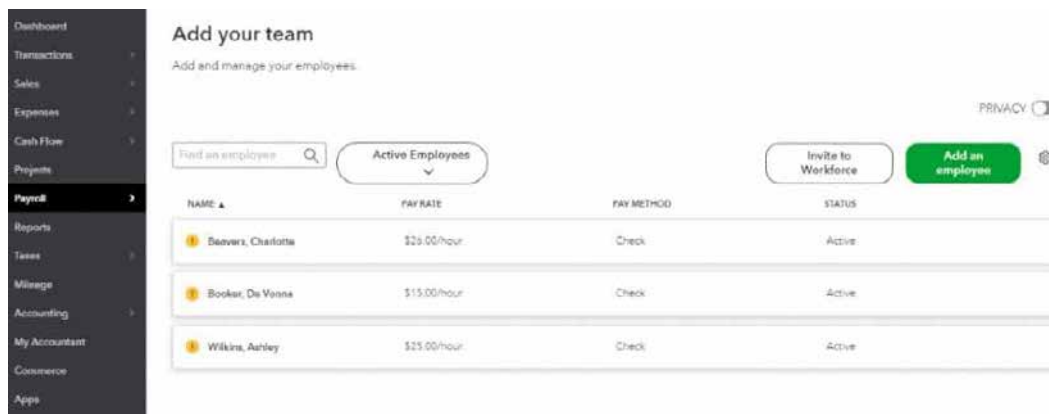 Dashboard
Transactions
Sales
Expenses
Cash Flow
Projects
Payroll
Reports
Taxes
Mileage
Accounting
My Accountant
Commerce
Apps
Add your team
Add and manage your employees.
PRIVACY
Find an employee
Active Employees
Invite to
Workforce
Add an
employee
NAME PAY RATE PAY METHOD STATUS
Beavers, Charlotte $26.00/hour Check Active
Booker, Da Vonna $15.00/hour Check Active
Wilkins, Ashley $25.00/hour Check Active